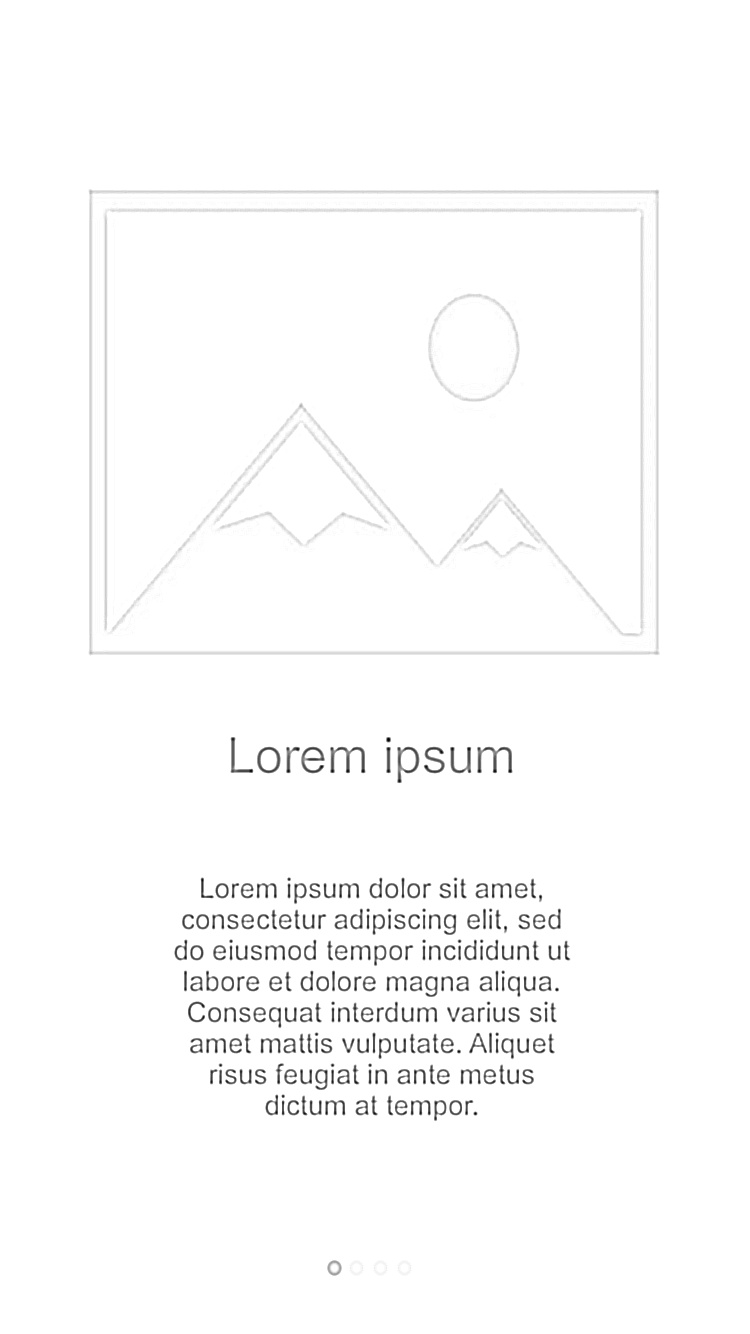 Lorem ipsum
Lorem ipsum dolor sit amet,
consectetur adipiscing elit, sed
do eiusmod tempor incididunt ut
labore et dolore magna aliqua.
Consequat interdum varius sit
amet mattis vulputate. Aliquet
risus feugiat in ante metus
dictum at tempor.